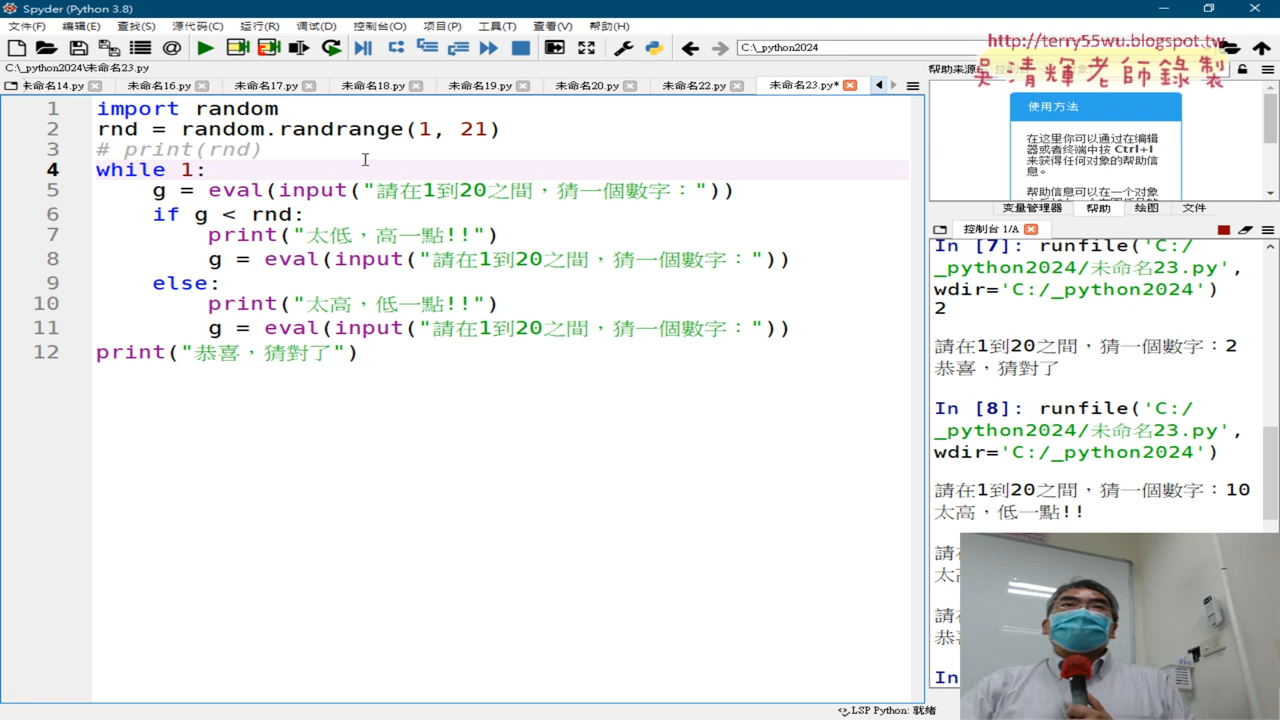 Spyder (Python 3.8)
文件(F) 编辑(E) 查找(S) 源代码(C) 运行(R) 调试(D) 控制台(O) 项目(P) 工具(T) 查看(V) 帮助(H)
C:\_python2024
http://terry55wu.blogspot.tw
吳清輝老師錄製
C:\_python2024\未命名23.py
帮助来源
未命名14.py 未命名16.py 未命名17.py 未命名18.py 未命名19.py 未命名20.py 未命名22.py 未命名23.py*
1 import random
2 rnd = random.randrange(1, 21)
3 # print(rnd)
4 while 1:
5 g = eval(input("請在1到20之間，猜一個數字："))
6 if g < rnd:
7 print("太低，高一點!!")
8 g = eval(input("請在1到20之間，猜一個數字："))
9 else:
10 print("太高，低一點!!")
11 g = eval(input("請在1到20之間，猜一個數字："))
12 print("恭喜，猜對了")
使用方法
在这里你可以通过在编辑
器或者终端中按 Ctrl+I
来获得任何对象的帮助信
息。
帮助信息可以在一个对象
变量管理器 帮助 绘图 文件
控制台 1/A
In [7]: runfile('C:/
_python2024/未命名23.py',
wdir='C:/_python2024')
2
請在1到20之間，猜一個數字：2
恭喜，猜對了
In [8]: runfile('C:/
_python2024/未命名23.py',
wdir='C:/_python2024')
請在1到20之間，猜一個數字：10
太高，低一點!!
請
太
請
恭
In
LSP Python: 就绪